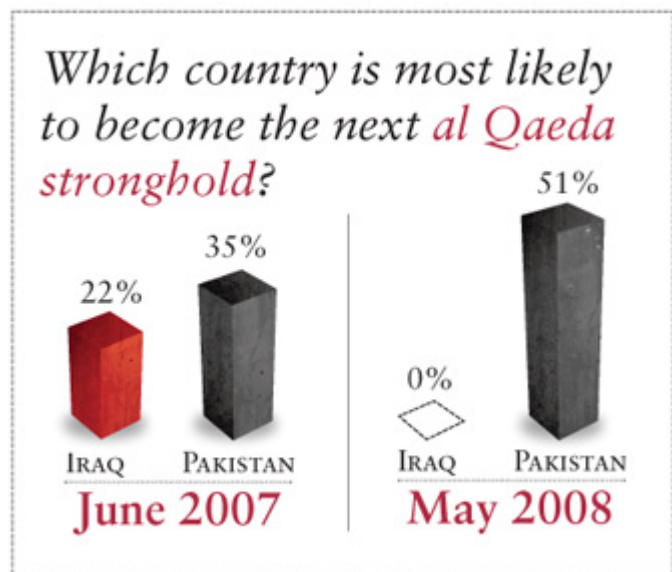 Which country is most likely
to become the next al Qaeda
stronghold?
22%
35%
IRAQ
PAKISTAN
June 2007
0%
51%
IRAQ
PAKISTAN
May 2008